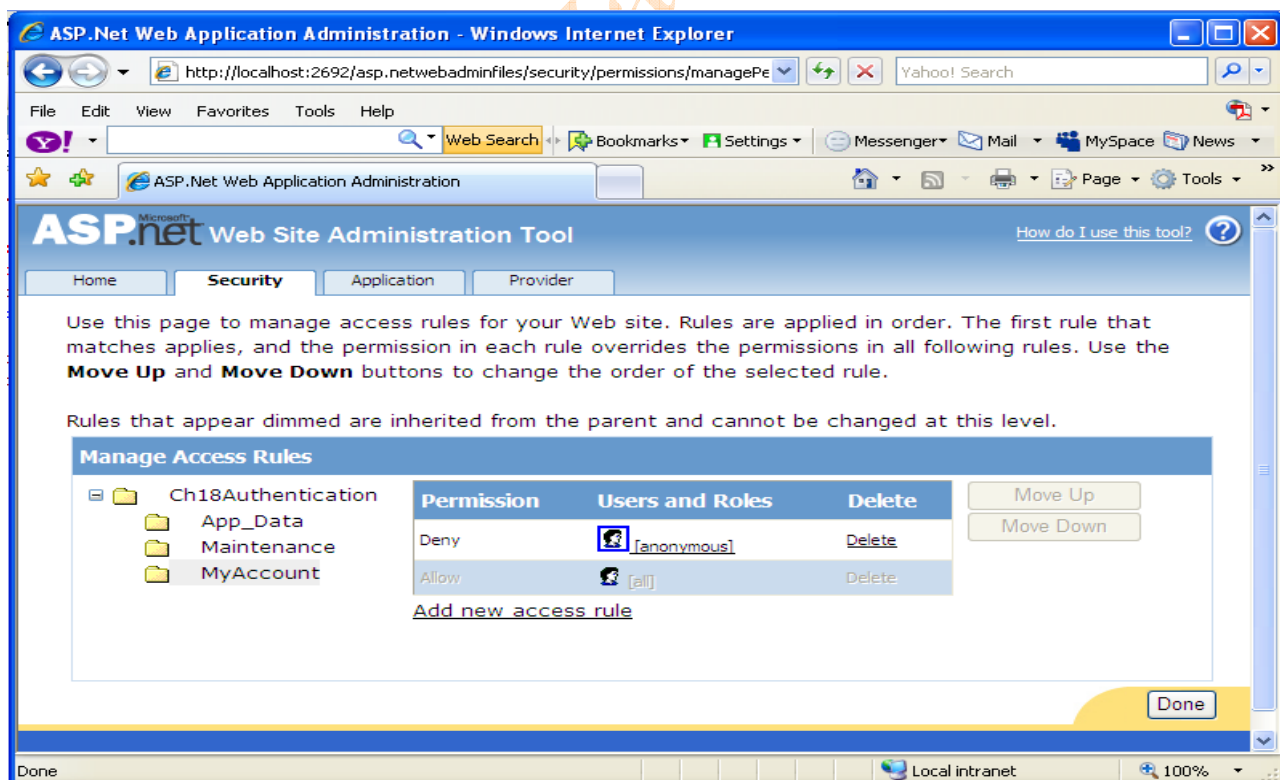 ASP.Net Web Application Administration - Windows Internet Explorer
http://localhost:2692/asp.netwebadminfiles/security/permissions/managePe
Yahoo! Search
File Edit View Favorites Tools Help
Y! Web Search Bookmarks Settings Messenger Mail MySpace News
ASP.Net Web Application Administration Page Tools
Microsoft
ASP.net Web Site Administration Tool How do I use this tool? ?
Home Security Application Provider
Use this page to manage access rules for your Web site. Rules are applied in order. The first rule that
matches applies, and the permission in each rule overrides the permissions in all following rules. Use the
Move Up and Move Down buttons to change the order of the selected rule.
Rules that appear dimmed are inherited from the parent and cannot be changed at this level.
Manage Access Rules
Ch18Authentication
App_Data
Maintenance
MyAccount
Permission Users and Roles Delete
Deny [anonymous] Delete
Allow [all] Delete
Add new access rule
Move Up
Move Down
Done
Done Local intranet 100%